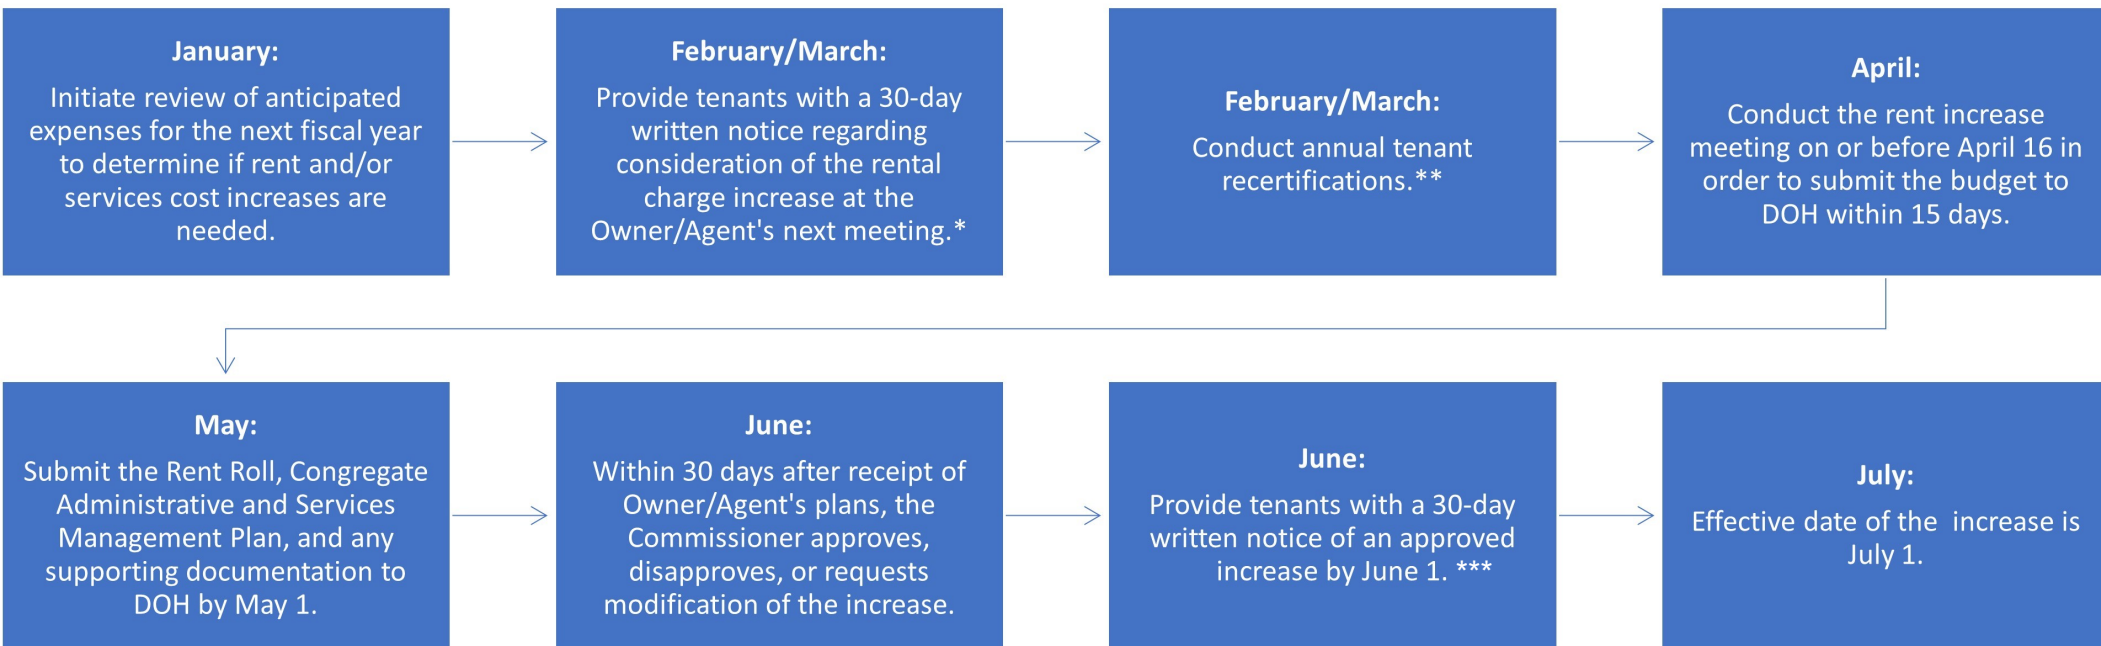 January:
Initiate review of anticipated
expenses for the next fiscal year
to determine if rent and/or
services cost increases are
needed.
February/March:
Provide tenants with a 30-day
written notice regarding
consideration of the rental
charge increase at the
Owner/Agent's next meeting.*
February/March:
Conduct annual tenant
recertifications.**
April:
Conduct the rent increase
meeting on or before April 16 in
order to submit the budget to
DOH within 15 days.
May:
Submit the Rent Roll, Congregate
Administrative and Services
Management Plan, and any
supporting documentation to
DOH by May 1.
June:
Within 30 days after receipt of
Owner/Agent's plans, the
Commissioner approves,
disapproves, or requests
modification of the increase.
June:
Provide tenants with a 30-day
written notice of an approved
increase by June 1. ***
July:
Effective date of the  increase is
July 1.